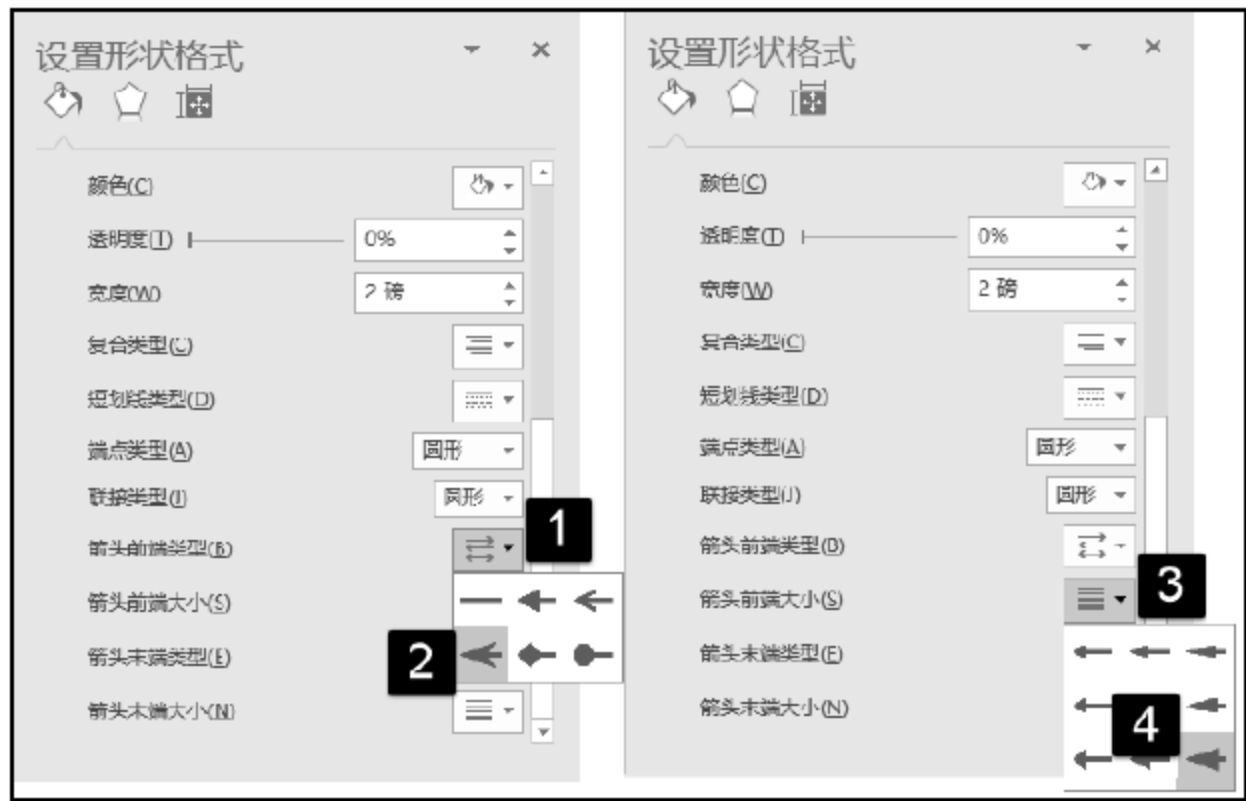 设置形状格式
颜色(C)
透明度(T) 0%
宽度(W) 2 磅
复合类型(C)
短划线类型(D)
端点类型(A) 圆形
联接类型(J) 圆形
箭头前端类型(B) 1
箭头前端大小(S)
箭头末端类型(E) 2
箭头末端大小(N)
设置形状格式
颜色(C)
透明度(T) 0%
宽度(W) 2 磅
复合类型(C)
短划线类型(D)
端点类型(A) 圆形
联接类型(J) 圆形
箭头前端类型(B)
箭头前端大小(S) 3
箭头末端类型(E)
箭头末端大小(N) 4